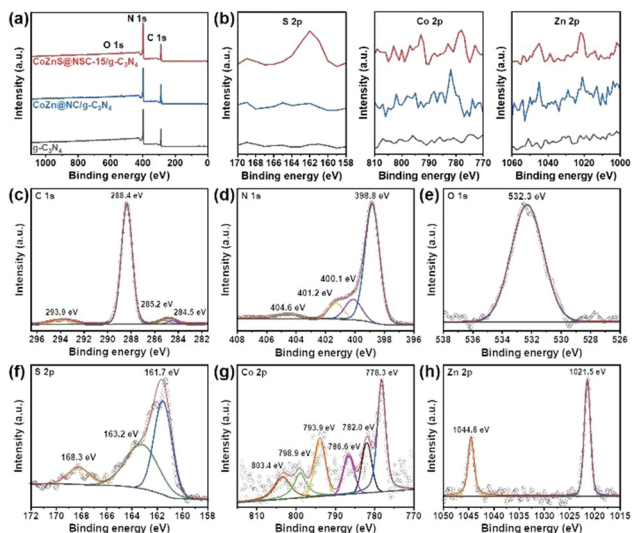 (a)
N 1s
O 1s
C 1s
CoZnS@NSC-15/g-C₃N₄
CoZn@NC/g-C₃N₄
g-C₃N₄
Intensity (a.u.)
1000 800 600 400 200 0
Binding energy (eV)
(b)
S 2p
Intensity (a.u.)
170 168 166 164 162 160 158
Binding energy (eV)
Co 2p
Intensity (a.u.)
810 800 790 780 770
Binding energy (eV)
Zn 2p
Intensity (a.u.)
1060 1040 1020 1000
Binding energy (eV)
(c)
C 1s
288.4 eV
293.9 eV
285.2 eV
284.5 eV
Intensity (a.u.)
296 294 292 290 288 286 284 282
Binding energy (eV)
(d)
N 1s
398.8 eV
400.1 eV
401.2 eV
404.6 eV
Intensity (a.u.)
408 404 400 396
Binding energy (eV)
(e)
O 1s
532.3 eV
Intensity (a.u.)
538 536 534 532 530 528 526
Binding energy (eV)
(f)
S 2p
161.7 eV
163.2 eV
168.3 eV
Intensity (a.u.)
172 170 168 166 164 162 160 158
Binding energy (eV)
(g)
Co 2p
778.3 eV
793.9 eV
782.0 eV
798.9 eV
786.6 eV
803.4 eV
Intensity (a.u.)
810 800 790 780 770
Binding energy (eV)
(h)
Zn 2p
1021.5 eV
1044.6 eV
Intensity (a.u.)
1050 1045 1040 1035 1030 1025 1020 1015
Binding energy (eV)